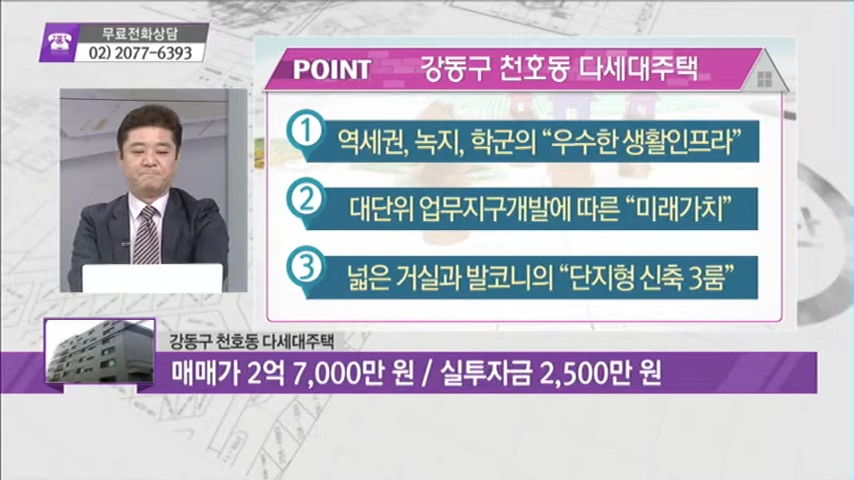 무료전화상담
02) 2077-6393
POINT 강동구 천호동 다세대주택
1 역세권, 녹지, 학군의 “우수한 생활인프라”
2 대단위 업무지구개발에 따른 “미래가치”
3 넓은 거실과 발코니의 “단지형 신축 3룸”
강동구 천호동 다세대주택
매매가 2억 7,000만 원 / 실투자금 2,500만 원